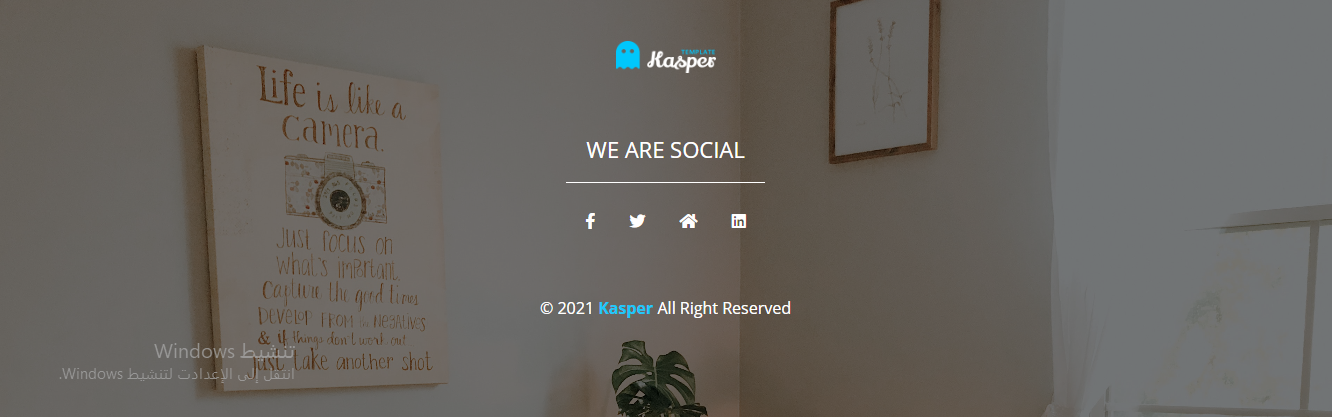 TEMPLATE
Kasper
Life is like a
camera.
Just focus on
what's important,
Capture the good times
Develop from the Negatives
& if things don't work out
Just take another shot
WE ARE SOCIAL
© 2021 Kasper All Right Reserved
تنشيط Windows
انتقل إلى الإعدادت لتنشيط Windows.